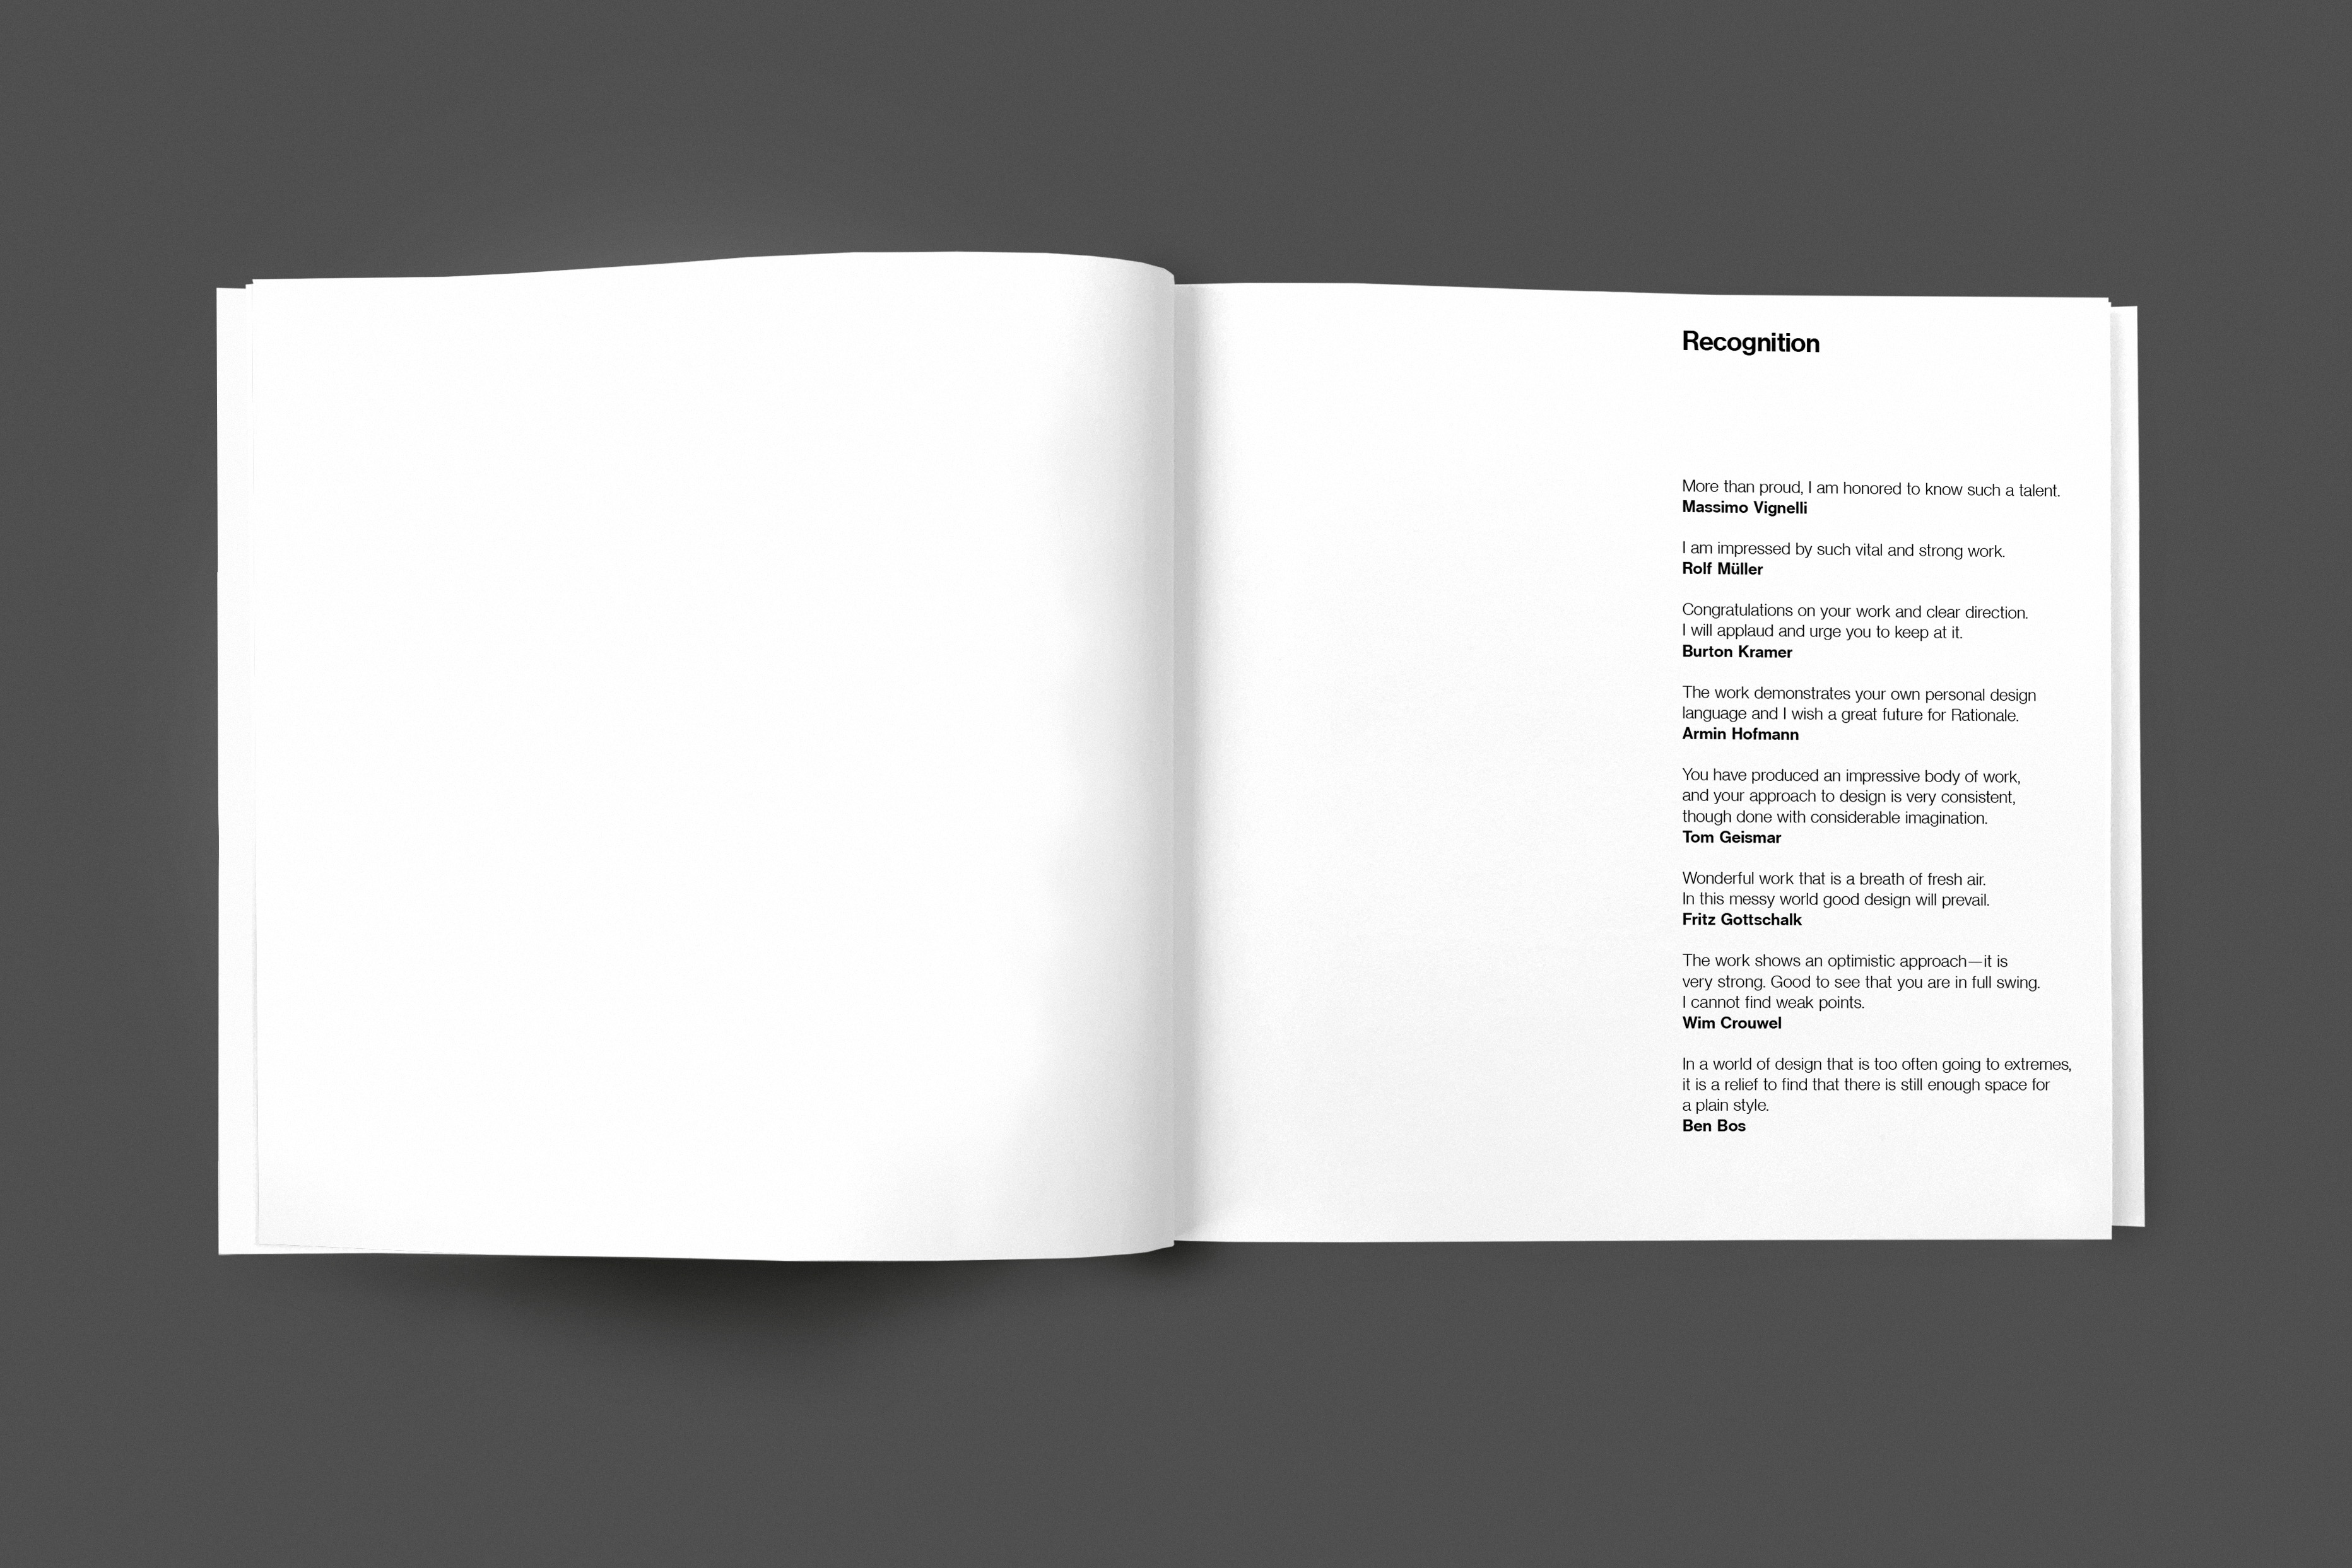 Recognition
More than proud, I am honored to know such a talent.
Massimo Vignelli
I am impressed by such vital and strong work.
Rolf Müller
Congratulations on your work and clear direction.
I will applaud and urge you to keep at it.
Burton Kramer
The work demonstrates your own personal design
language and I wish a great future for Rationale.
Armin Hofmann
You have produced an impressive body of work,
and your approach to design is very consistent,
though done with considerable imagination.
Tom Geismar
Wonderful work that is a breath of fresh air.
In this messy world good design will prevail.
Fritz Gottschalk
The work shows an optimistic approach—it is
very strong. Good to see that you are in full swing.
I cannot find weak points.
Wim Crouwel
In a world of design that is too often going to extremes,
it is a relief to find that there is still enough space for
a plain style.
Ben Bos